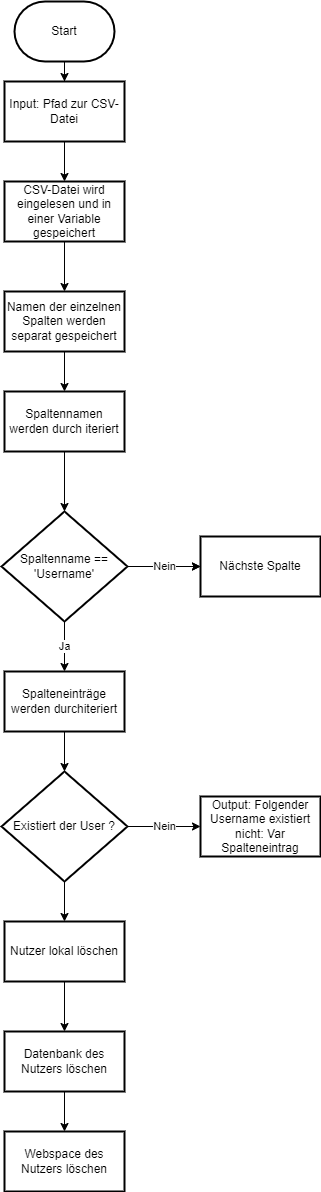 Start
Input: Pfad zur CSV-
Datei
CSV-Datei wird
eingelesen und in
einer Variable
gespeichert
Namen der einzelnen
Spalten werden
separat gespeichert
Spaltennamen
werden durch iteriert
Spaltenname ==
'Username'
Nein
Nächste Spalte
Ja
Spalteneinträge
werden durchiteriert
Existiert der User ?
Nein
Output: Folgender
Username existiert
nicht: Var
Spalteneintrag
Nutzer lokal löschen
Datenbank des
Nutzers löschen
Webspace des
Nutzers löschen